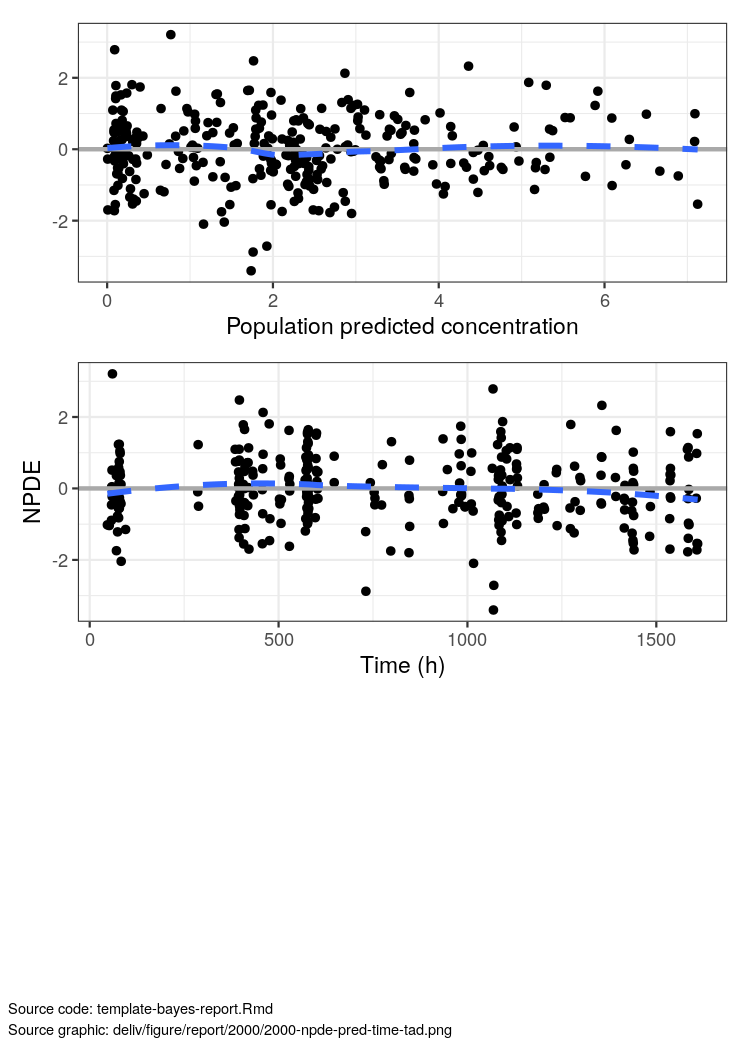 2
0
-2
0 2 4 6
Population predicted concentration
2
0
-2
NPDE
0 500 1000 1500
Time (h)
Source code: template-bayes-report.Rmd
Source graphic: deliv/figure/report/2000/2000-npde-pred-time-tad.png